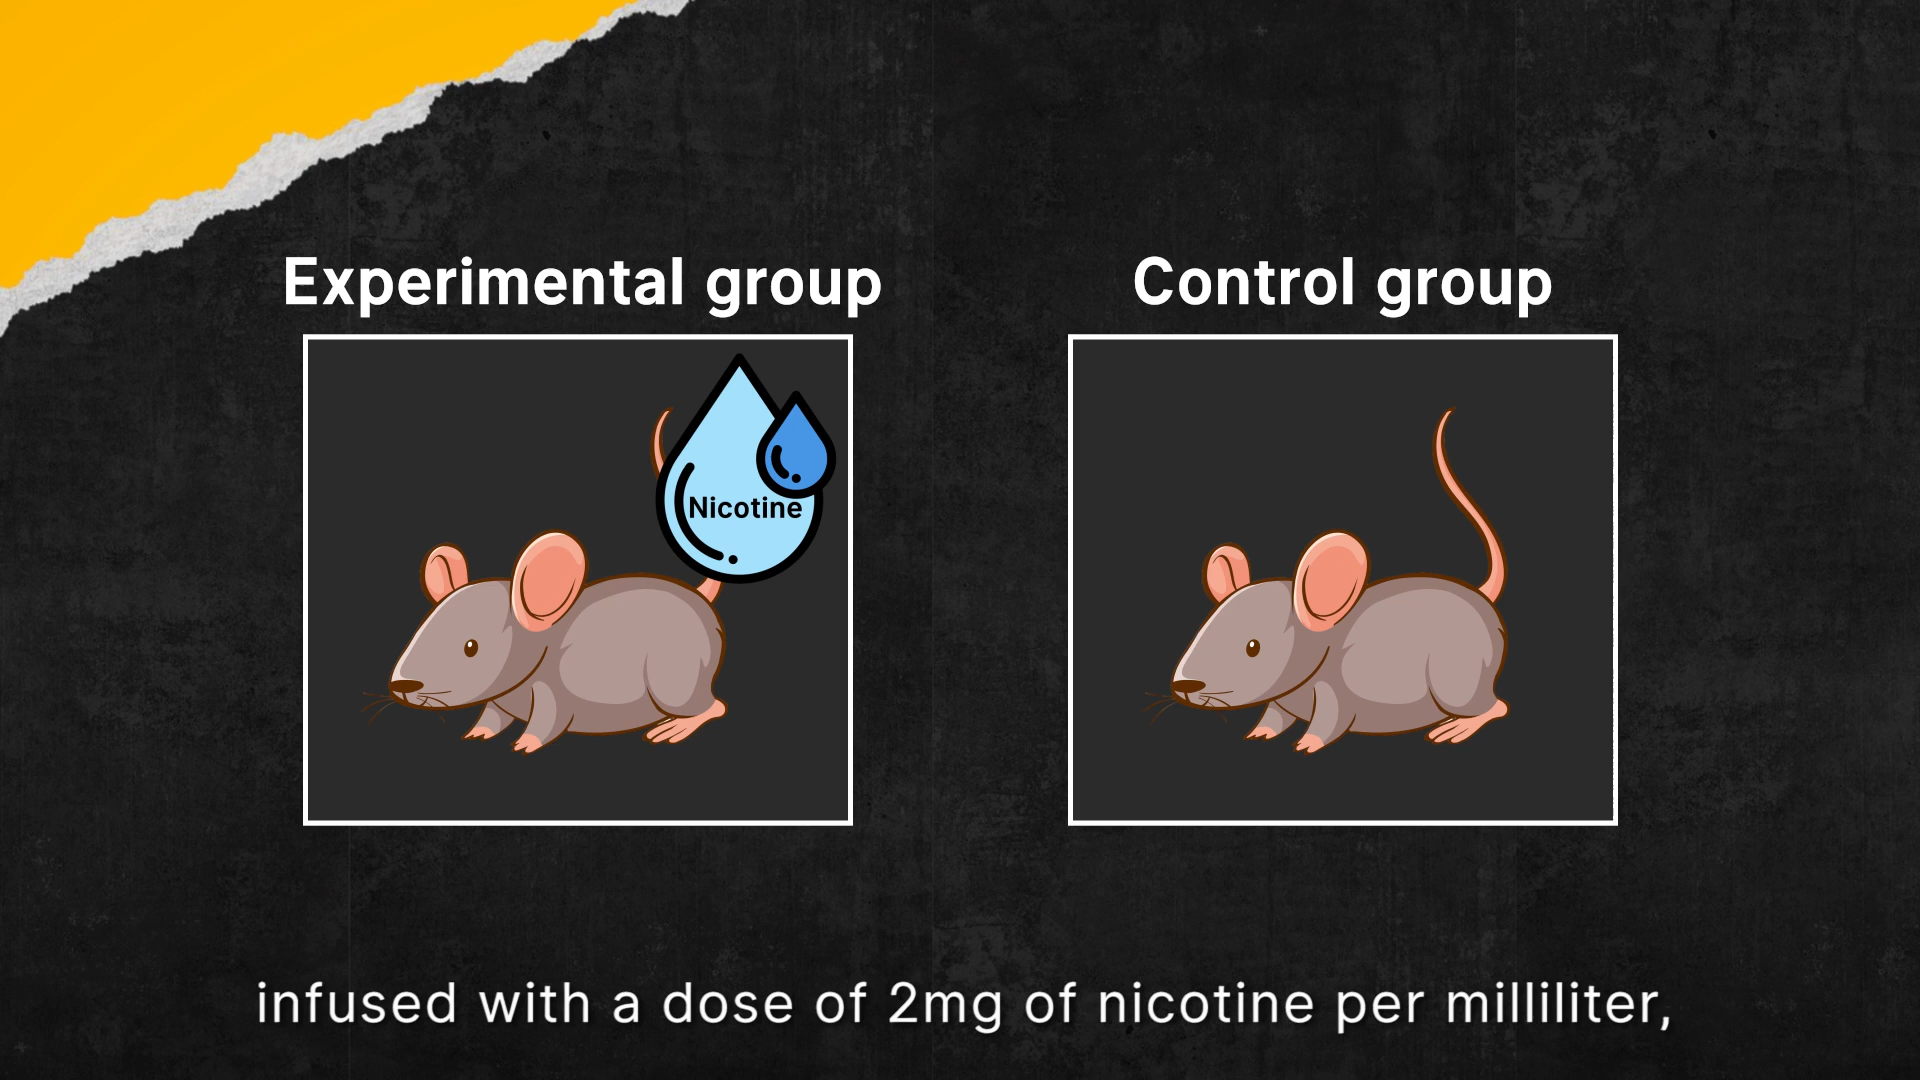 Experimental group
Control group
Nicotine
infused with a dose of 2mg of nicotine per milliliter,